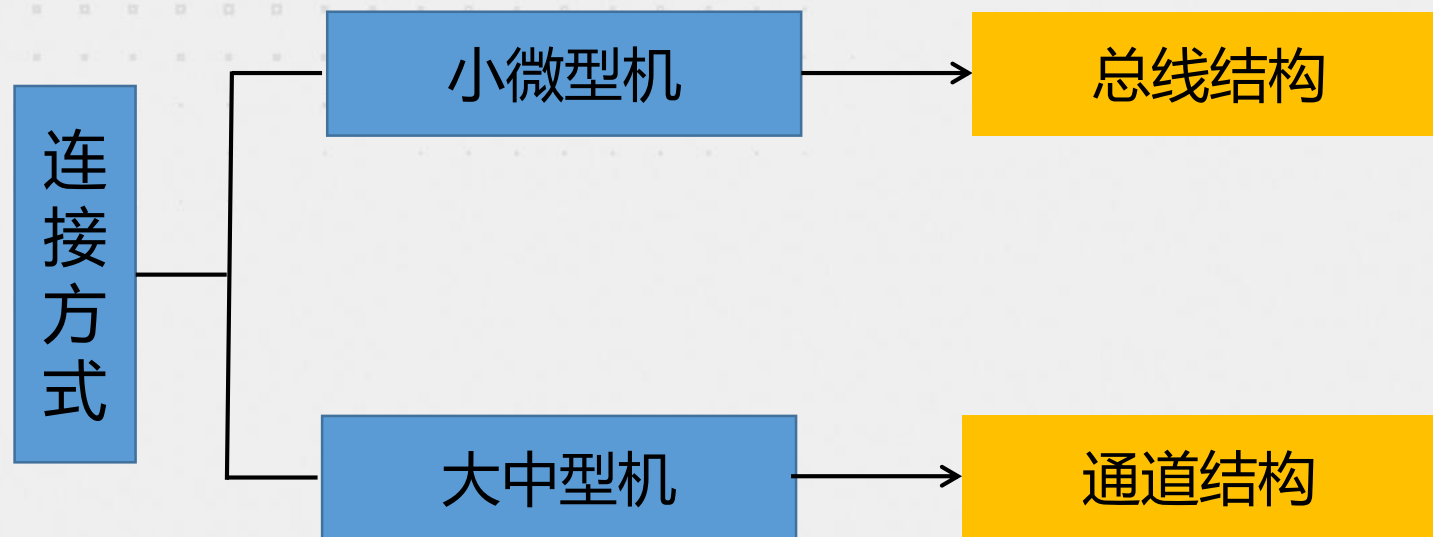 连接方式
小微型机
总线结构
大中型机
通道结构